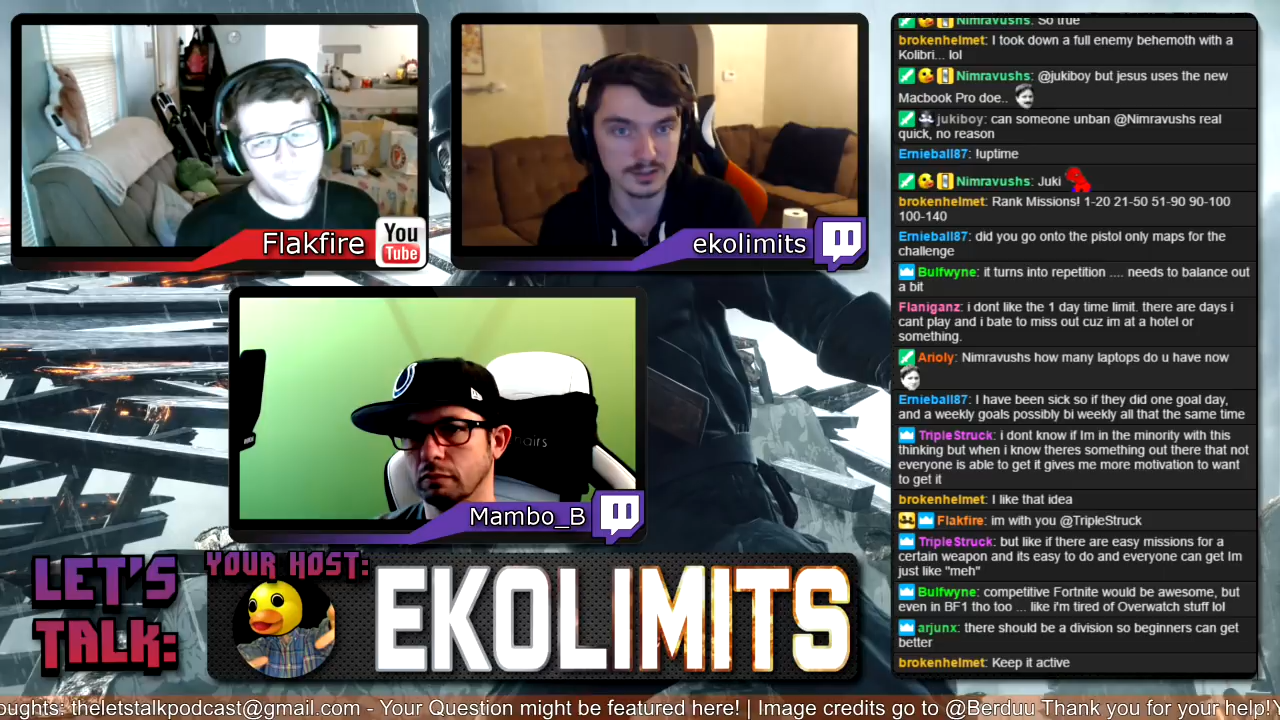 Flakfire
You
Tube
ekolimits
Mambo_B
LET'S
TALK:
YOUR HOST:
EKOLIMITS
Nimravushs: So true
brokenhelmet: I took down a full enemy behemoth with a
Kolibri... lol
Nimravushs: @jukiboy but jesus uses the new
Macbook Pro doe..
jukiboy: can someone unban @Nimravushs real
quick, no reason
Ernieball87: !uptime
Nimravushs: Juki
brokenhelmet: Rank Missions! 1-20 21-50 51-90 90-100
100-140
Ernieball87: did you go onto the pistol only maps for the
challenge
Bulfwyne: it turns into repetition .... needs to balance out
a bit
Flaniganz: i dont like the 1 day time limit. there are days i
cant play and i bate to miss out cuz im at a hotel or
something.
Arioly: Nimravushs how many laptops do u have now
Ernieball87: I have been sick so if they did one goal day,
and a weekly goals possibly bi weekly all that the same time
TripleStruck: i dont know if Im in the minority with this
thinking but when i know theres something out there that not
everyone is able to get it gives me more motivation to want
to get it
brokenhelmet: I like that idea
Flakfire: im with you @TripleStruck
TripleStruck: but like if there are easy missions for a
certain weapon and its easy to do and everyone can get Im
just like "meh"
Bulfwyne: competitive Fortnite would be awesome, but
even in BF1 tho too ... like i'm tired of Overwatch stuff lol
arjunx: there should be a division so beginners can get
better
brokenhelmet: Keep it active
oughts: theletstalkpodcast@gmail.com - Your Question might be featured here! | Image credits go to @Berduu Thank you for your help!